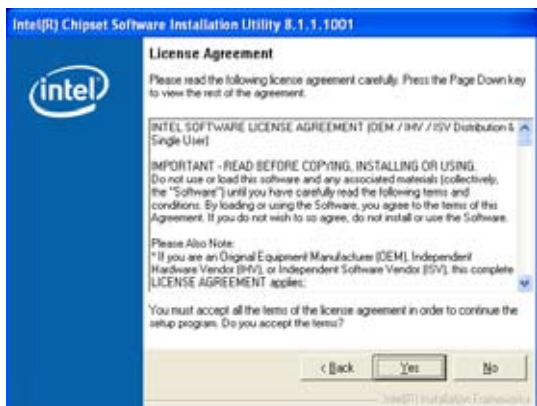 Intel(R) Chipset Software Installation Utility 8.1.1.1001
intel
License Agreement
Please read the following license agreement carefully. Press the Page Down key
to view the rest of the agreement.
INTEL SOFTWARE LICENSE AGREEMENT (OEM / IHV / ISV Distribution &
Single User)
IMPORTANT - READ BEFORE COPYING, INSTALLING OR USING.
Do not use or load this software and any associated materials (collectively,
the "Software") until you have carefully read the following terms and
conditions. By loading or using the Software, you agree to the terms of this
Agreement. If you do not wish to so agree, do not install or use the Software.
Please Also Note:
* If you are an Original Equipment Manufacturer (OEM), Independent
Hardware Vendor (IHV), or Independent Software Vendor (ISV), this complete
LICENSE AGREEMENT applies;
You must accept all the terms of the license agreement in order to continue the
setup program. Do you accept the terms?
< Back
Yes
No
Intel(R) Installation Frameworks